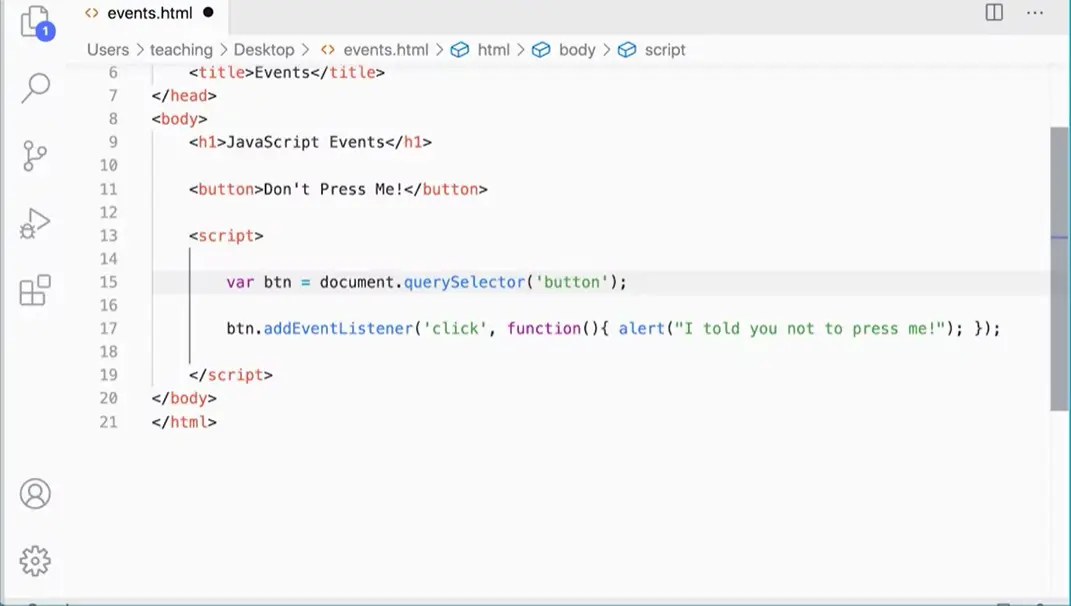 events.html
1
Users > teaching > Desktop > events.html > html > body > script
6 <title>Events</title>
7 </head>
8 <body>
9 <h1>JavaScript Events</h1>
10
11 <button>Don't Press Me!</button>
12
13 <script>
14
15 var btn = document.querySelector('button');
16
17 btn.addEventListener('click', function(){ alert("I told you not to press me!"); });
18
19 </script>
20 </body>
21 </html>